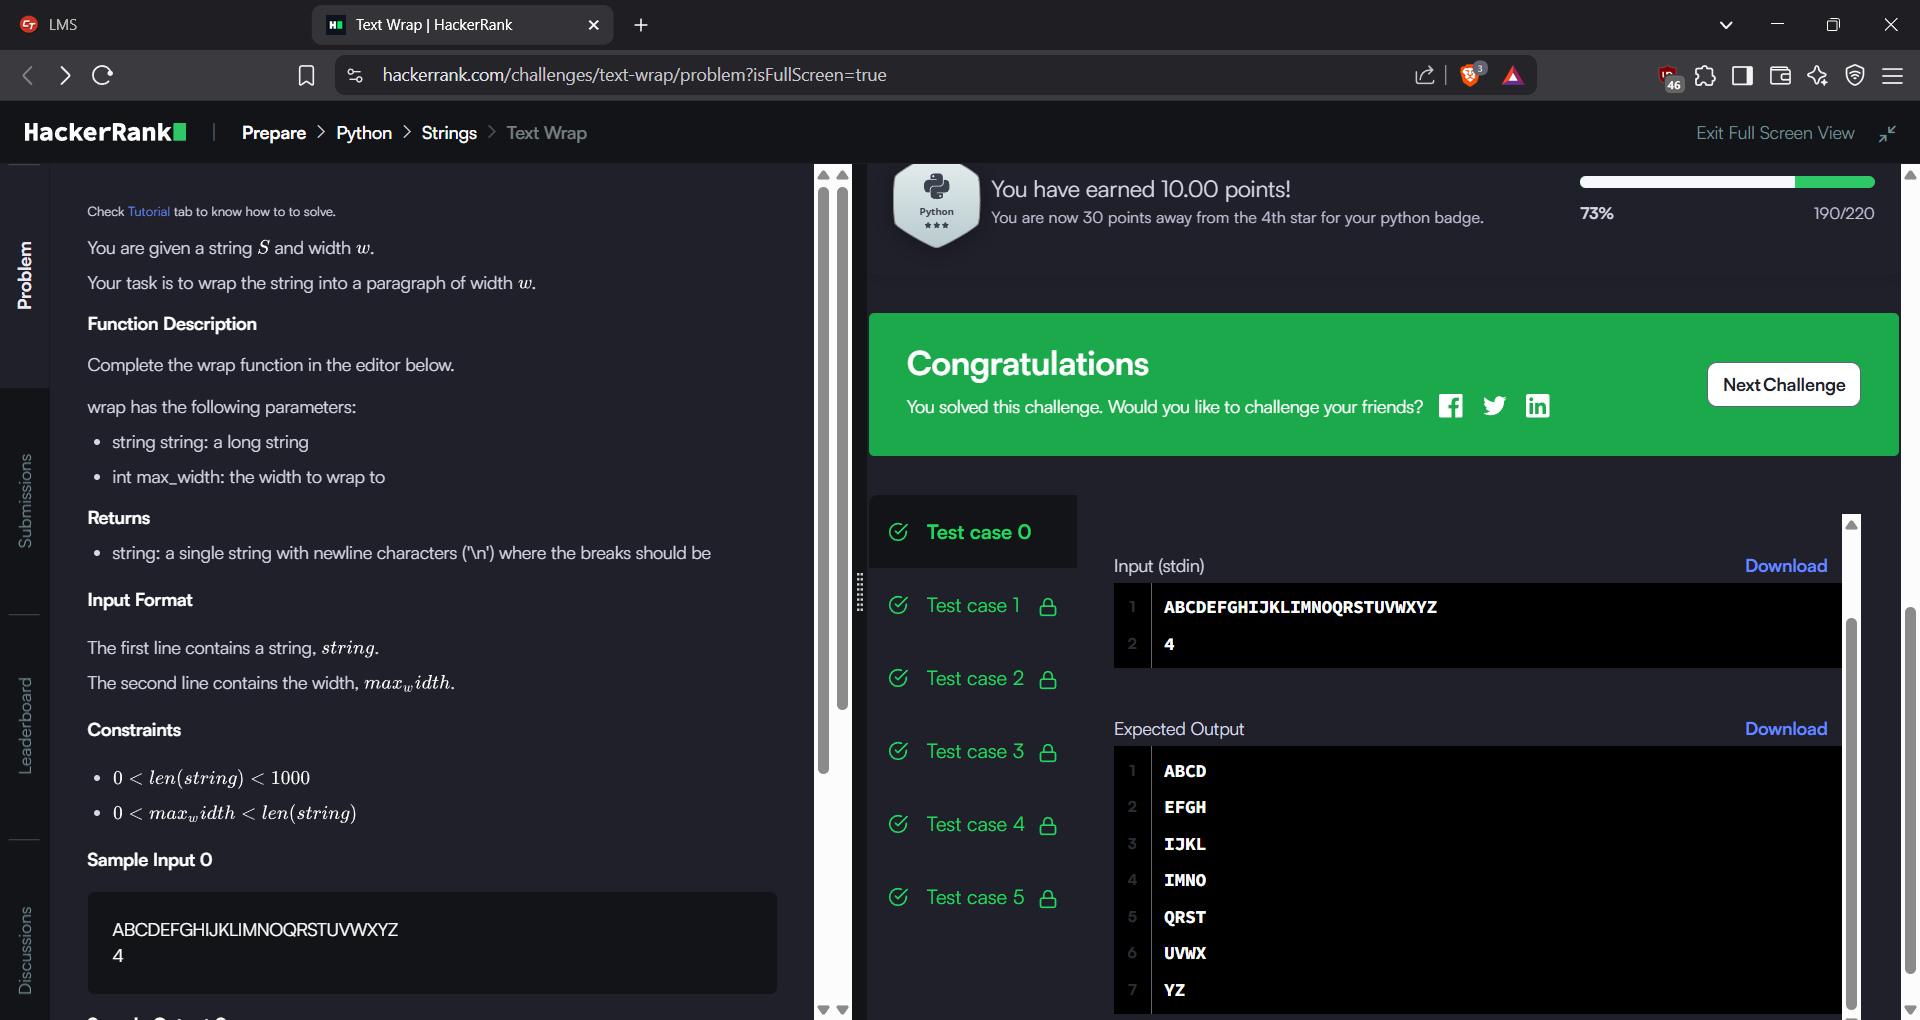 LMS
Text Wrap | HackerRank
hackerrank.com/challenges/text-wrap/problem?isFullScreen=true
3
46
HackerRank
Prepare > Python > Strings > Text Wrap
Exit Full Screen View
Problem
Submissions
Leaderboard
Discussions
Check Tutorial tab to know how to to solve.
You are given a string S and width w.
Your task is to wrap the string into a paragraph of width w.
Function Description
Complete the wrap function in the editor below.
wrap has the following parameters:
• string string: a long string
• int max_width: the width to wrap to
Returns
• string: a single string with newline characters ('\n') where the breaks should be
Input Format
The first line contains a string, string.
The second line contains the width, max_width.
Constraints
• 0 < len(string) < 1000
• 0 < max_width < len(string)
Sample Input 0
ABCDEFGHIJKLIMNOQRSTUVWXYZ
4
Python
You have earned 10.00 points!
You are now 30 points away from the 4th star for your python badge.
73%
190/220
Congratulations
You solved this challenge. Would you like to challenge your friends?
Next Challenge
Test case 0
Test case 1
Test case 2
Test case 3
Test case 4
Test case 5
Input (stdin)
Download
1 ABCDEFGHIJKLIMNOQRSTUVWXYZ
2 4
Expected Output
Download
1 ABCD
2 EFGH
3 IJKL
4 IMNO
5 QRST
6 UVWX
7 YZ